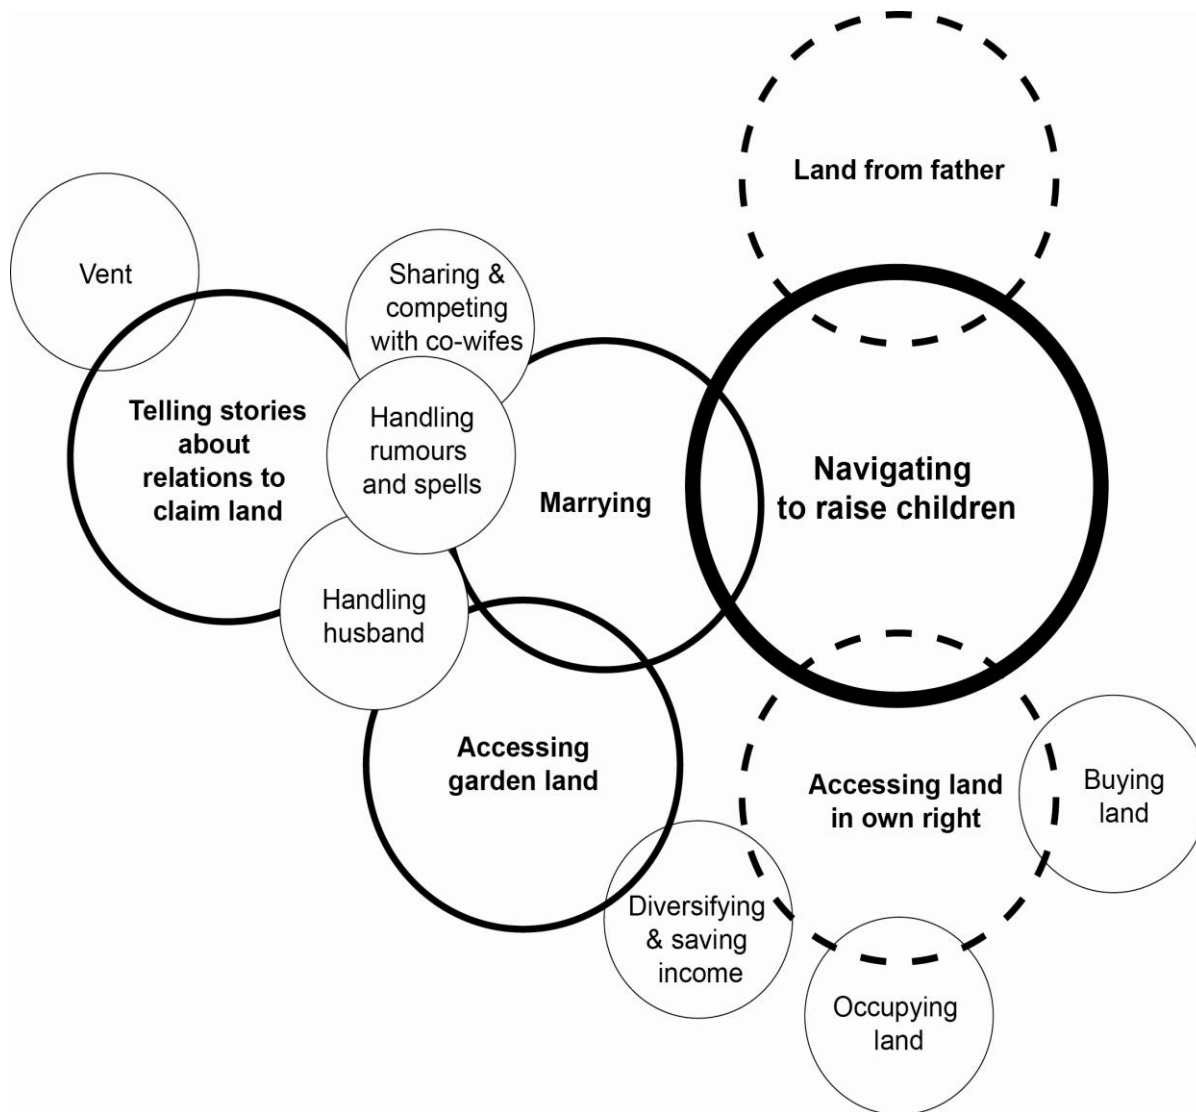 Land from father
Vent
Sharing &
competing
with co-wifes
Telling stories
about
relations to
claim land
Handling
rumours
and spells
Marrying
Navigating
to raise children
Handling
husband
Accessing
garden land
Accessing land
in own right
Buying
land
Diversifying
& saving
income
Occupying
land